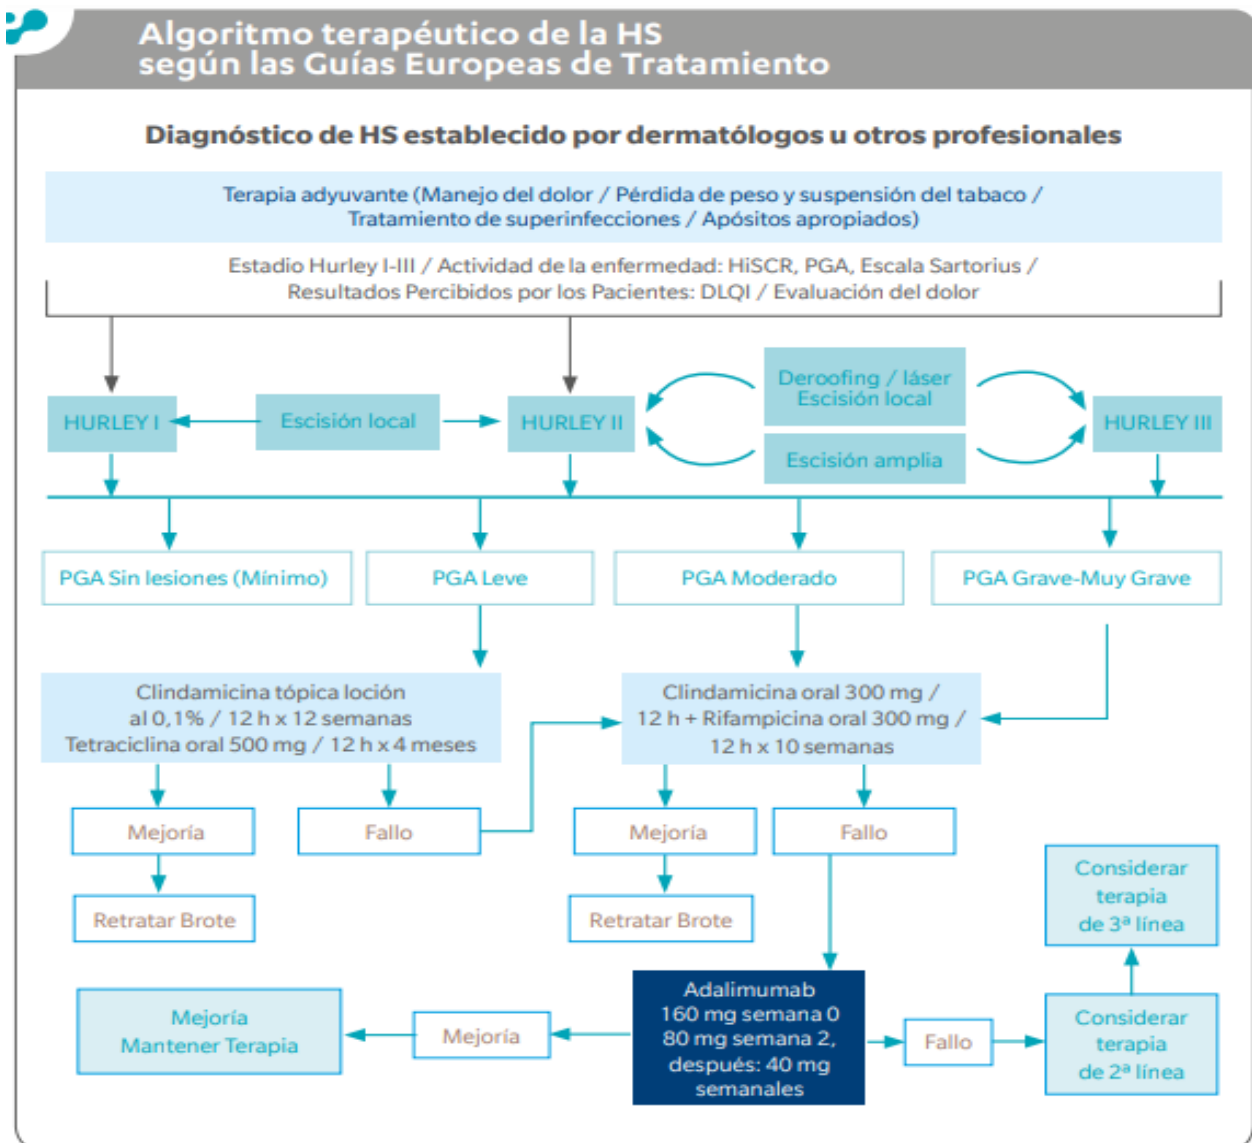 Algoritmo terapéutico de la HS
según las Guías Europeas de Tratamiento
Diagnóstico de HS establecido por dermatólogos u otros profesionales
Terapia adyuvante (Manejo del dolor / Pérdida de peso y suspensión del tabaco /
Tratamiento de superinfecciones / Apósitos apropiados)
Estadio Hurley I-III / Actividad de la enfermedad: HiSCR, PGA, Escala Sartorius /
Resultados Percibidos por los Pacientes: DLQI / Evaluación del dolor
HURLEY I
Escisión local
HURLEY II
Deroofing / láser
Escisión local
Escisión amplia
HURLEY III
PGA Sin lesiones (Mínimo)
PGA Leve
PGA Moderado
PGA Grave-Muy Grave
Clindamicina tópica loción
al 0,1% / 12 h x 12 semanas
Tetraciclina oral 500 mg / 12 h x 4 meses
Clindamicina oral 300 mg /
12 h + Rifampicina oral 300 mg /
12 h x 10 semanas
Mejoría
Fallo
Mejoría
Fallo
Retratar Brote
Retratar Brote
Considerar
terapia
de 3ª línea
Mejoría
Mantener Terapia
Mejoría
Adalimumab
160 mg semana 0
80 mg semana 2,
después: 40 mg
semanales
Fallo
Considerar
terapia
de 2ª línea